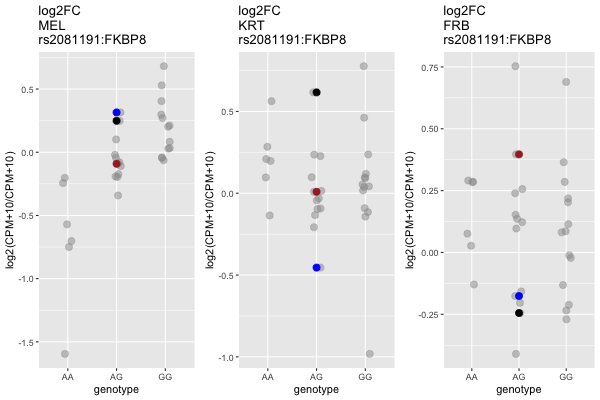 log2FC
MEL
rs2081191:FKBP8
log2(CPM+10/CPM+10)
0.5
0.0
-0.5
-1.0
-1.5
AA
AG
GG
genotype
log2FC
KRT
rs2081191:FKBP8
log2(CPM+10/CPM+10)
0.5
0.0
-0.5
-1.0
AA
AG
GG
genotype
log2FC
FRB
rs2081191:FKBP8
log2(CPM+10/CPM+10)
0.75
0.50
0.25
0.00
-0.25
AA
AG
GG
genotype